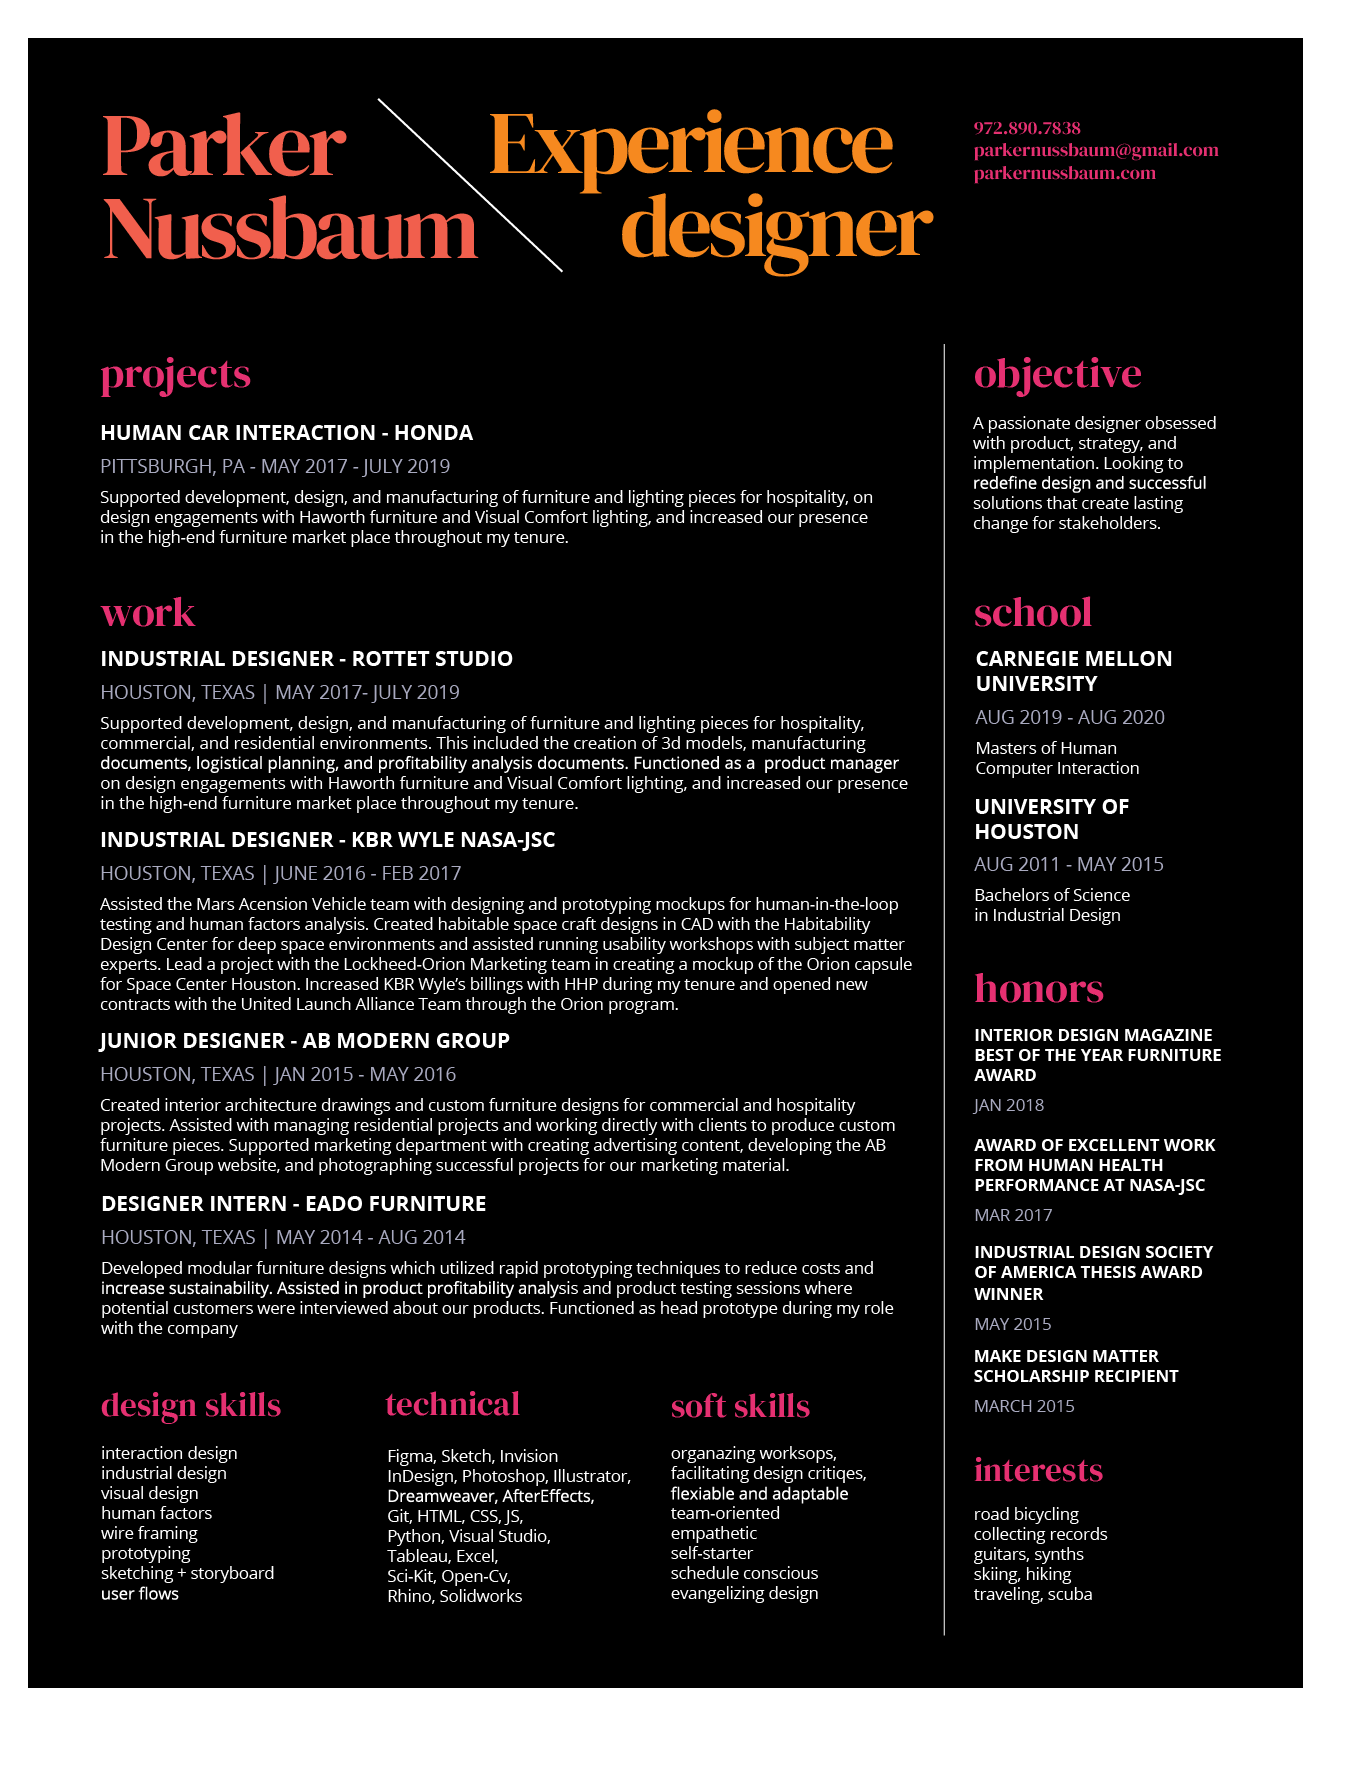 Parker
Nussbaum
Experience
designer
972.890.7838
parkernussbaum@gmail.com
parkernussbaum.com
projects
HUMAN CAR INTERACTION - HONDA
PITTSBURGH, PA - MAY 2017 - JULY 2019
Supported development, design, and manufacturing of furniture and lighting pieces for hospitality, on
design engagements with Haworth furniture and Visual Comfort lighting, and increased our presence
in the high-end furniture market place throughout my tenure.
work
INDUSTRIAL DESIGNER - ROTTET STUDIO
HOUSTON, TEXAS | MAY 2017- JULY 2019
Supported development, design, and manufacturing of furniture and lighting pieces for hospitality,
commercial, and residential environments. This included the creation of 3d models, manufacturing
documents, logistical planning, and profitability analysis documents. Functioned as a  product manager
on design engagements with Haworth furniture and Visual Comfort lighting, and increased our presence
in the high-end furniture market place throughout my tenure.
INDUSTRIAL DESIGNER - KBR WYLE NASA-JSC
HOUSTON, TEXAS | JUNE 2016 - FEB 2017
Assisted the Mars Acension Vehicle team with designing and prototyping mockups for human-in-the-loop
testing and human factors analysis. Created habitable space craft designs in CAD with the Habitability
Design Center for deep space environments and assisted running usability workshops with subject matter
experts. Lead a project with the Lockheed-Orion Marketing team in creating a mockup of the Orion capsule
for Space Center Houston. Increased KBR Wyle's billings with HHP during my tenure and opened new
contracts with the United Launch Alliance Team through the Orion program.
JUNIOR DESIGNER - AB MODERN GROUP
HOUSTON, TEXAS | JAN 2015 - MAY 2016
Created interior architecture drawings and custom furniture designs for commercial and hospitality
projects. Assisted with managing residential projects and working directly with clients to produce custom
furniture pieces. Supported marketing department with creating advertising content, developing the AB
Modern Group website, and photographing successful projects for our marketing material.
DESIGNER INTERN - EADO FURNITURE
HOUSTON, TEXAS | MAY 2014 - AUG 2014
Developed modular furniture designs which utilized rapid prototyping techniques to reduce costs and
increase sustainability. Assisted in product profitability analysis and product testing sessions where
potential customers were interviewed about our products. Functioned as head prototype during my role
with the company
design skills
interaction design
industrial design
visual design
human factors
wire framing
prototyping
sketching + storyboard
user flows
technical
Figma, Sketch, Invision
InDesign, Photoshop, Illustrator,
Dreamweaver, AfterEffects,
Git, HTML, CSS, JS,
Python, Visual Studio,
Tableau, Excel,
Sci-Kit, Open-Cv,
Rhino, Solidworks
soft skills
organazing worksops,
facilitating design critiqes,
flexiable and adaptable
team-oriented
empathetic
self-starter
schedule conscious
evangelizing design
objective
A passionate designer obsessed
with product, strategy, and
implementation. Looking to
redefine design and successful
solutions that create lasting
change for stakeholders.
school
CARNEGIE MELLON
UNIVERSITY
AUG 2019 - AUG 2020
Masters of Human
Computer Interaction
UNIVERSITY OF
HOUSTON
AUG 2011 - MAY 2015
Bachelors of Science
in Industrial Design
honors
INTERIOR DESIGN MAGAZINE
BEST OF THE YEAR FURNITURE
AWARD
JAN 2018
AWARD OF EXCELLENT WORK
FROM HUMAN HEALTH
PERFORMANCE AT NASA-JSC
MAR 2017
INDUSTRIAL DESIGN SOCIETY
OF AMERICA THESIS AWARD
WINNER
MAY 2015
MAKE DESIGN MATTER
SCHOLARSHIP RECIPIENT
MARCH 2015
interests
road bicycling
collecting records
guitars, synths
skiing, hiking
traveling, scuba